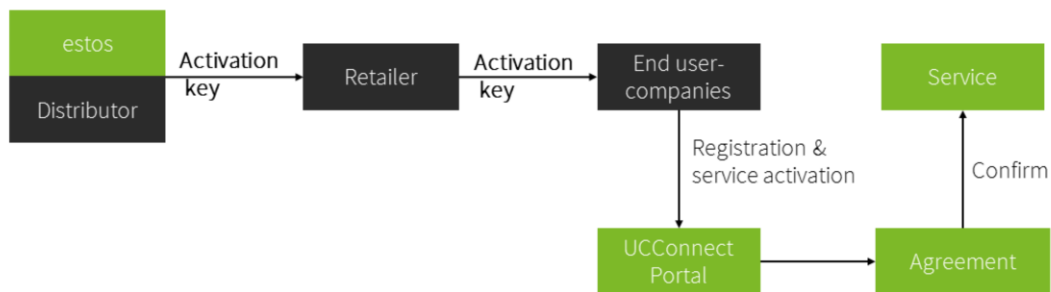 estos
Distributor
Activation
key
Retailer
Activation
key
End user-
companies
Service
Registration &
service activation
Confirm
UCConnect
Portal
Agreement